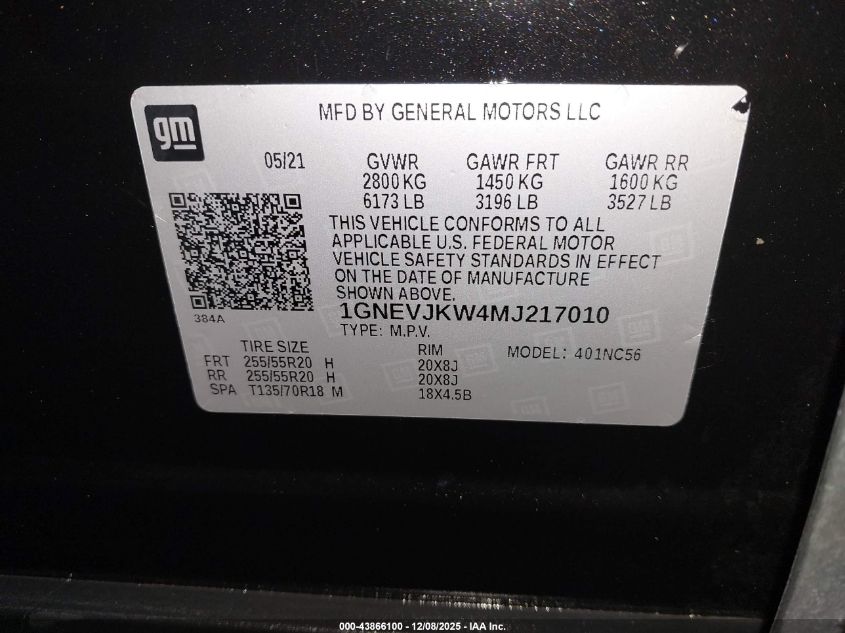 gm
MFD BY GENERAL MOTORS LLC
05/21 GVWR GAWR FRT GAWR RR
2800 KG 1450 KG 1600 KG
6173 LB 3196 LB 3527 LB
THIS VEHICLE CONFORMS TO ALL
APPLICABLE U.S. FEDERAL MOTOR
VEHICLE SAFETY STANDARDS IN EFFECT
ON THE DATE OF MANUFACTURE
SHOWN ABOVE.
384A
1GNEVJKW4MJ217010
TYPE: M.P.V.
TIRE SIZE RIM MODEL: 401NC56
FRT 255/55R20 H 20X8J
RR 255/55R20 H 20X8J
SPA T135/70R18 M 18X4.5B
000-43866100 - 12/08/2025 - IAA Inc.